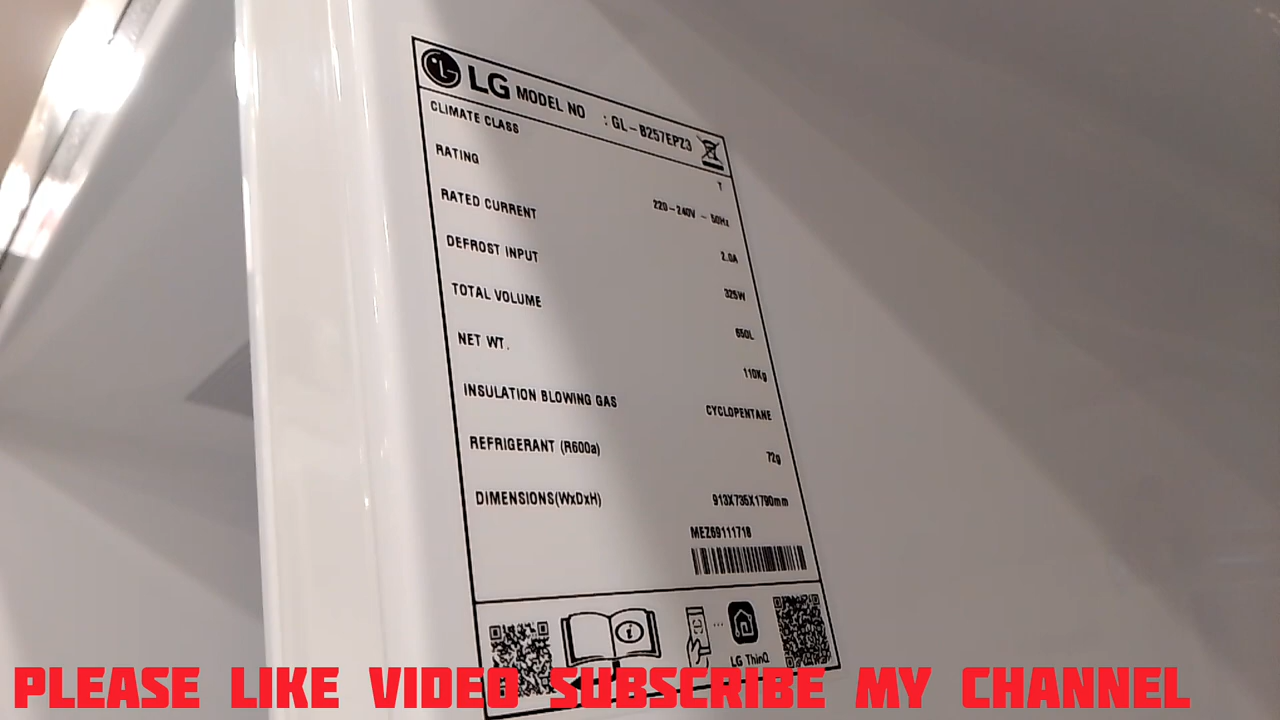 LG MODEL NO : GL-B257EPZ3
CLIMATE CLASS T
RATING 220-240V ~ 50Hz
RATED CURRENT 2.0A
DEFROST INPUT 325W
TOTAL VOLUME 650L
NET WT. 110Kg
INSULATION BLOWING GAS CYCLOPENTANE
REFRIGERANT (R600a) 72g
DIMENSIONS(WxDxH) 913X735X1790mm
MEZ69111718
LG ThinQ
PLEASE LIKE VIDEO SUBSCRIBE MY CHANNEL